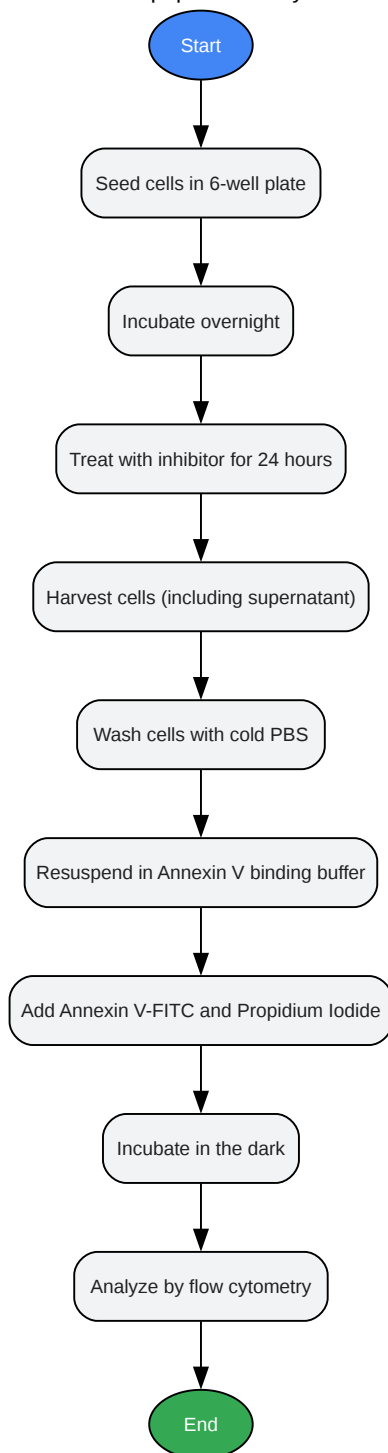 Start
Seed cells in 6-well plate
Incubate overnight
Treat with inhibitor for 24 hours
Harvest cells (including supernatant)
Wash cells with cold PBS
Resuspend in Annexin V binding buffer
Add Annexin V-FITC and Propidium Iodide
Incubate in the dark
Analyze by flow cytometry
End